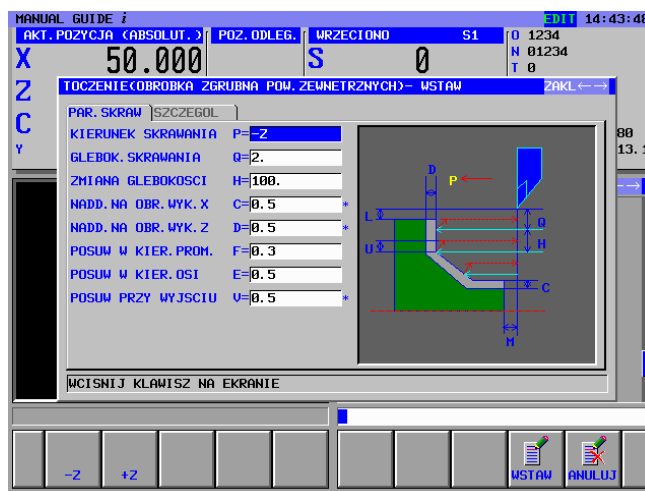 MANUAL GUIDE i EDIT 14:43:48
AKT.POZYCJA (ABSOLUT.) POZ.ODLEG. WRZECIONO S1 O 1234
X 50.000 S 0 N 01234
T 0
Z TOCZENIE(OBROBKA ZGRUBNA POW.ZEWNETRZNYCH)- WSTAW ZAKL←→
PAR.SKRAW SZCZEGOL
C
Y
80
13.1
KIERUNEK SKRAWANIA P=-Z
GLEBOK.SKRAWANIA Q=2.
ZMIANA GLEBOKOSCI H=100.
NADD.NA OBR.WYK.X C=0.5 *
NADD.NA OBR.WYK.Z D=0.5 *
POSUW W KIER.PROM. F=0.3
POSUW W KIER.OSI E=0.5
POSUW PRZY WYJSCIU V=0.5 *
D
P
L
Q
U
H
C
M
WCISNIJ KLAWISZ NA EKRANIE
-Z +Z WSTAW ANULUJ